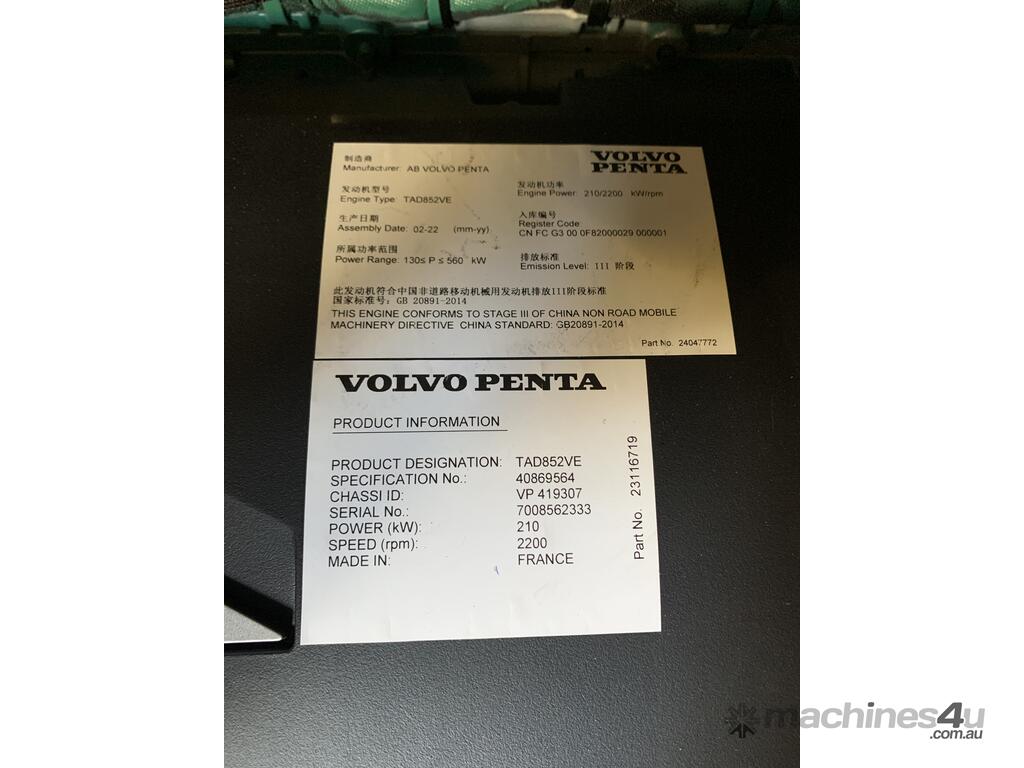 VOLVO
PENTA
制造商
Manufacturer: AB VOLVO PENTA
发动机型号
Engine Type: TAD852VE
发动机功率
Engine Power: 210/2200 kW/rpm
生产日期
Assembly Date: 02-22 (mm-yy)
入库编号
Register Code:
CN FC G3 00 0F82000029 000001
所属功率范围
Power Range: 130≤ P ≤ 560 kW
排放标准
Emission Level: III 阶段
此发动机符合中国非道路移动机械用发动机排放III阶段标准
国家标准号: GB 20891-2014
THIS ENGINE CONFORMS TO STAGE III OF CHINA NON ROAD MOBILE
MACHINERY DIRECTIVE CHINA STANDARD: GB20891-2014
Part No. 24047772
VOLVO PENTA
PRODUCT INFORMATION
PRODUCT DESIGNATION: TAD852VE
SPECIFICATION No.: 40869564
CHASSI ID: VP 419307
SERIAL No.: 7008562333
POWER (kW): 210
SPEED (rpm): 2200
MADE IN: FRANCE
Part No. 23116719
machines4u
.com.au